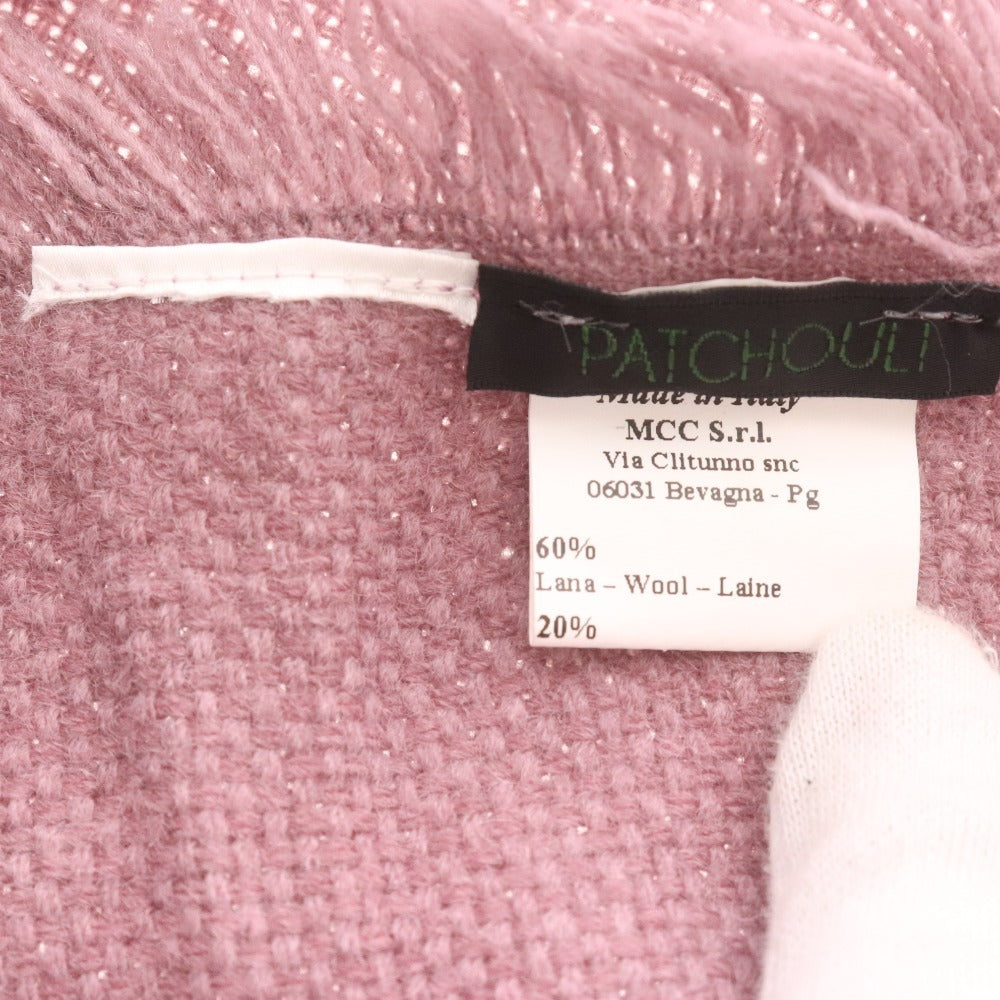 PATCHOULI
Made in Italy
MCC S.r.l.
Via Clitunno snc
06031 Bevagna - Pg
60%
Lana – Wool – Laine
20%